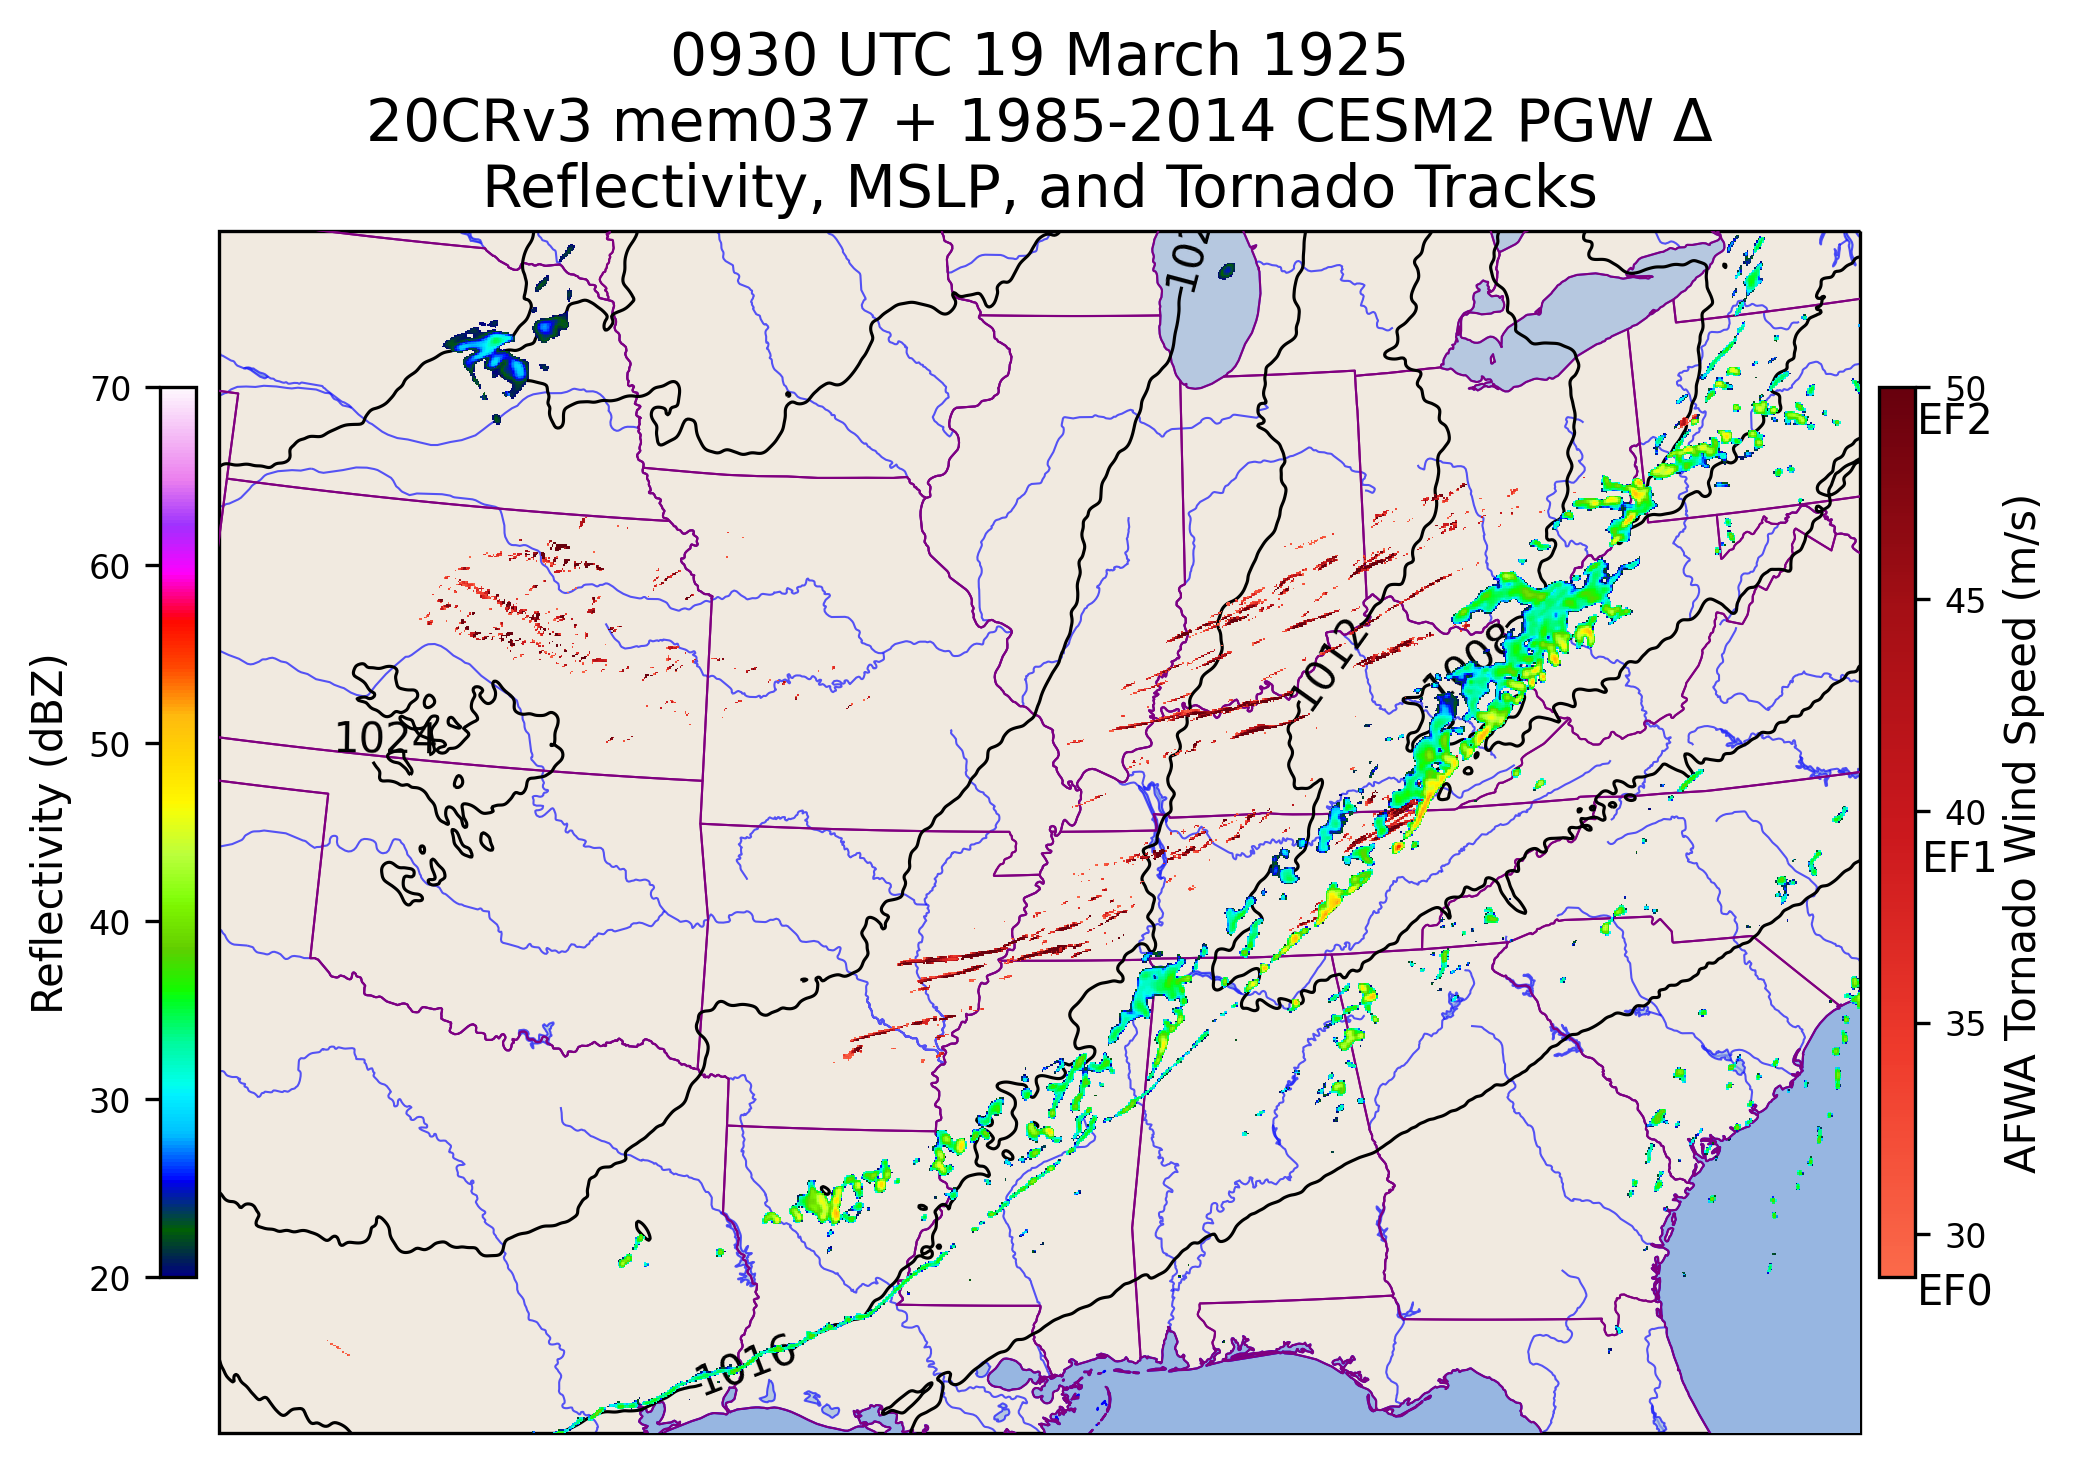 0930 UTC 19 March 1925
20CRv3 mem037 + 1985-2014 CESM2 PGW Δ
Reflectivity, MSLP, and Tornado Tracks
70
60
50
40
30
20
Reflectivity (dBZ)
1024
1012
1008
1016
50
EF2
45
40
EF1
35
30
EF0
AFWA Tornado Wind Speed (m/s)